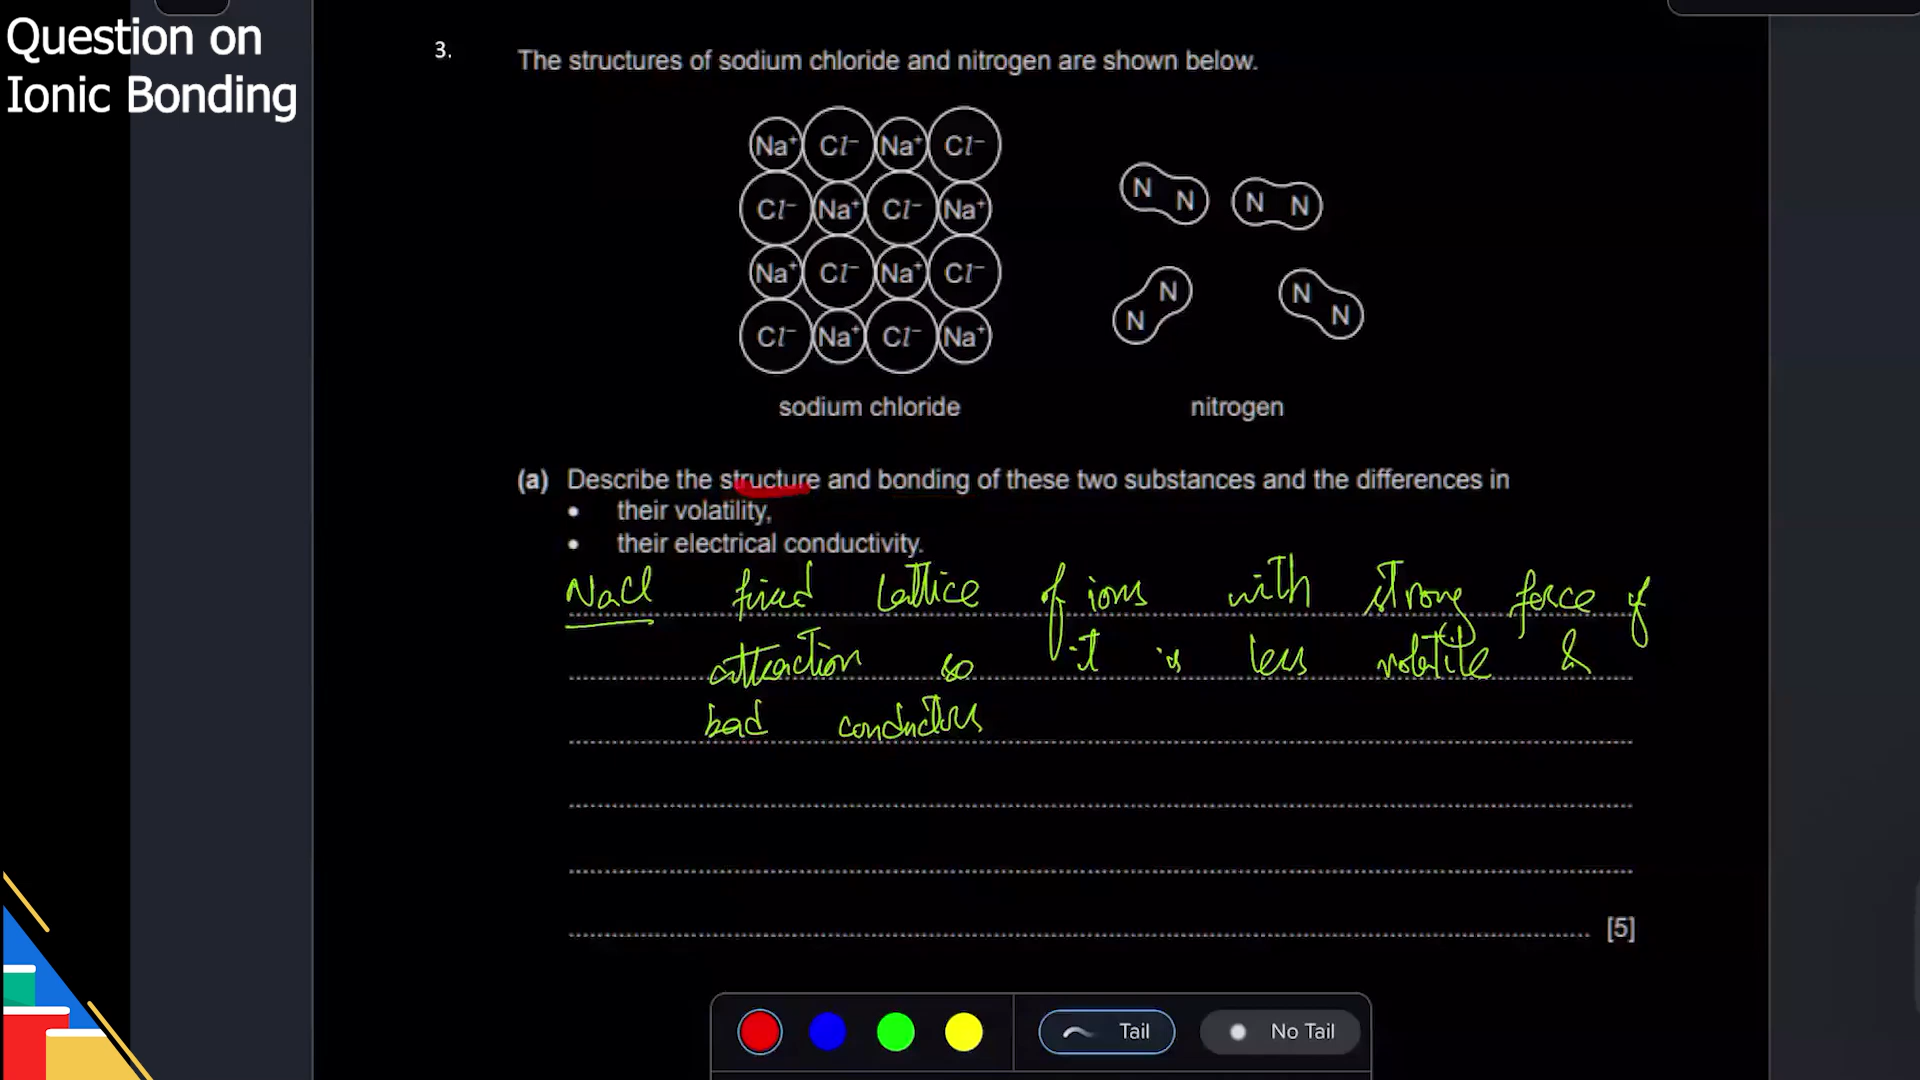 Question on
Ionic Bonding
3. The structures of sodium chloride and nitrogen are shown below.
Na⁺ Cl⁻ Na⁺ Cl⁻
Cl⁻ Na⁺ Cl⁻ Na⁺
Na⁺ Cl⁻ Na⁺ Cl⁻
Cl⁻ Na⁺ Cl⁻ Na⁺
N N N N
N N N N
sodium chloride nitrogen
(a) Describe the structure and bonding of these two substances and the differences in
• their volatility,
• their electrical conductivity.
NaCl fixed lattice of ions with strong force of
attraction so it is less volatile &
bad conductors
[5]
Tail No Tail